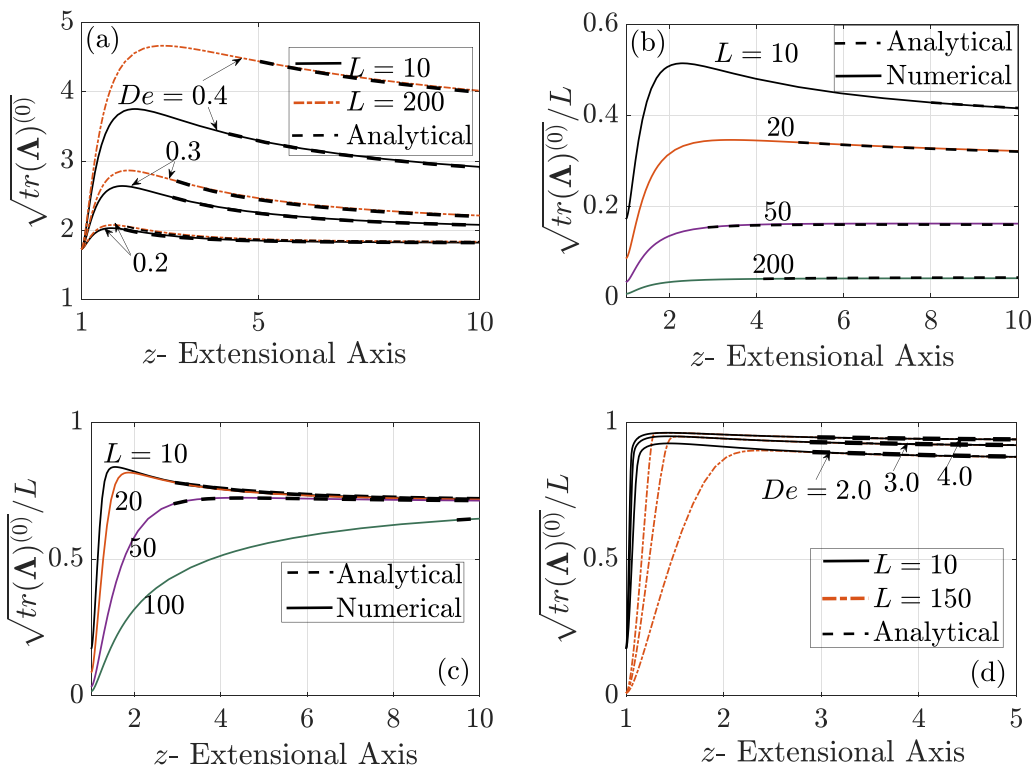 (a)
5
4
3
2
1
√tr(Λ)^(0)
L = 10
L = 200
Analytical
De = 0.4
0.3
0.2
1
5
10
z- Extensional Axis
(b)
0.6
0.4
0.2
0
√tr(Λ)^(0)/L
Analytical
Numerical
L = 10
20
50
200
2
4
6
8
10
z- Extensional Axis
1
0.5
0
√tr(Λ)^(0)/L
L = 10
20
50
100
Analytical
Numerical
(c)
2
4
6
8
10
z- Extensional Axis
1
0.5
0
√tr(Λ)^(0)/L
De = 2.0
3.0
4.0
L = 10
L = 150
Analytical
(d)
1
2
3
4
5
z- Extensional Axis